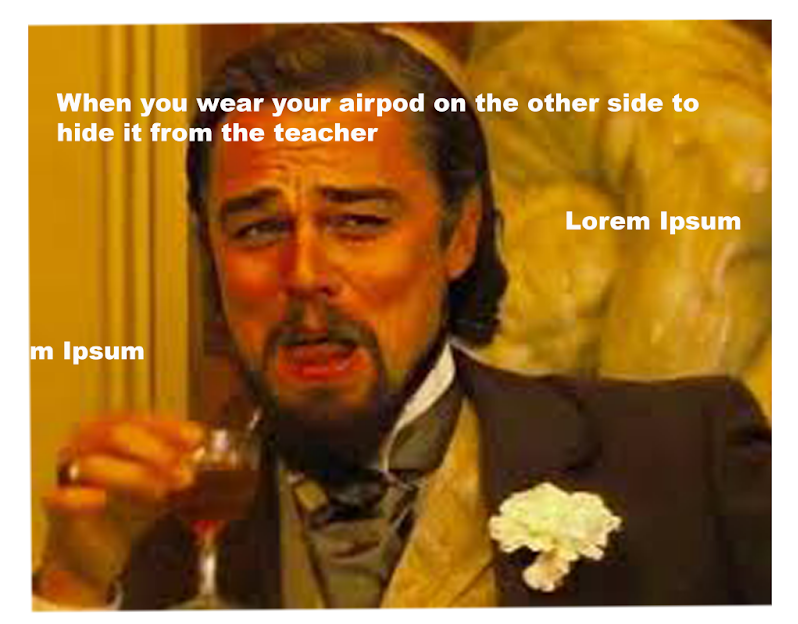 When you wear your airpod on the other side to
hide it from the teacher
Lorem Ipsum
m Ipsum